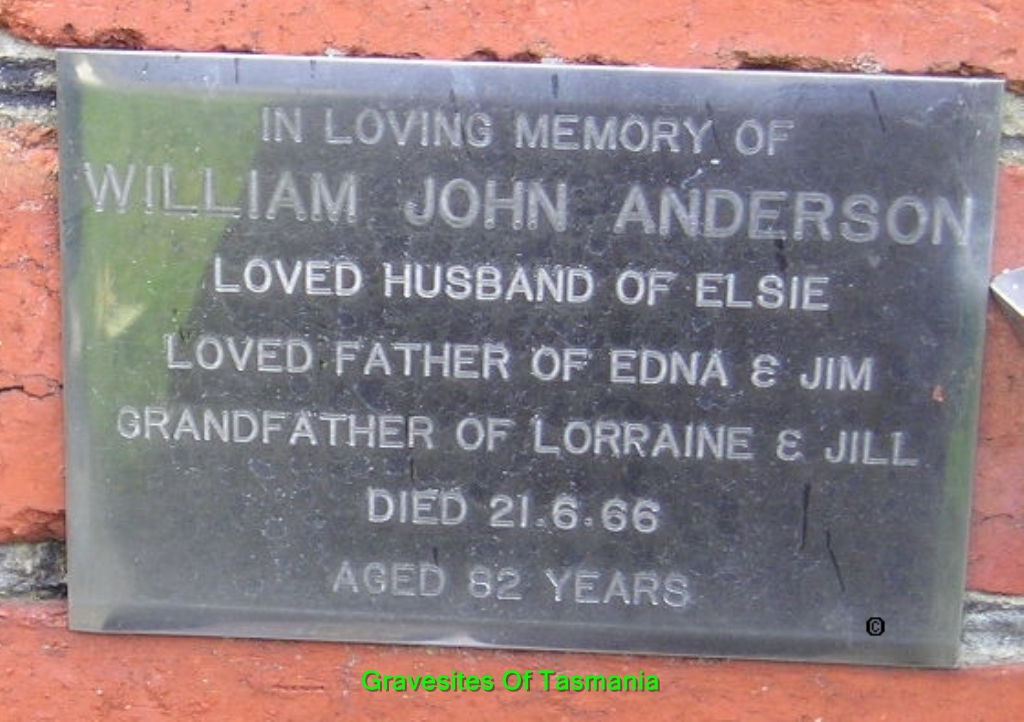 IN LOVING MEMORY OF
WILLIAM JOHN ANDERSON
LOVED HUSBAND OF ELSIE
LOVED FATHER OF EDNA & JIM
GRANDFATHER OF LORRAINE & JILL
DIED 21.6.66
AGED 82 YEARS
©
Gravesites Of Tasmania